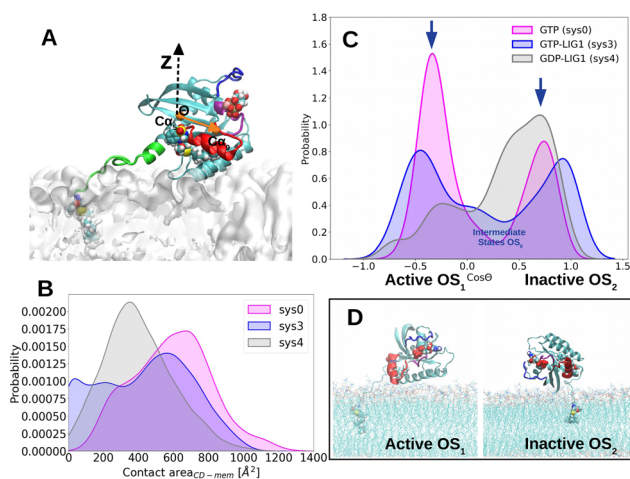 A
Z
Θ
Cα
Cα9
B
0.00200
0.00175
0.00150
0.00125
0.00100
0.00075
0.00050
0.00025
0.00000
Probability
sys0
sys3
sys4
0 200 400 600 800 1000 1200 1400
Contact area CD−mem [Å²]
C
1.8
1.6
1.4
1.2
1.0
0.8
0.6
0.4
0.2
0.0
Probability
GTP (sys0)
GTP-LIG1 (sys3)
GDP-LIG1 (sys4)
Intermediate
States OS₀
−1.0 −0.5 0.0 0.5 1.0 1.5
Active OS₁ CosΘ Inactive OS₂
D
Active OS₁ Inactive OS₂